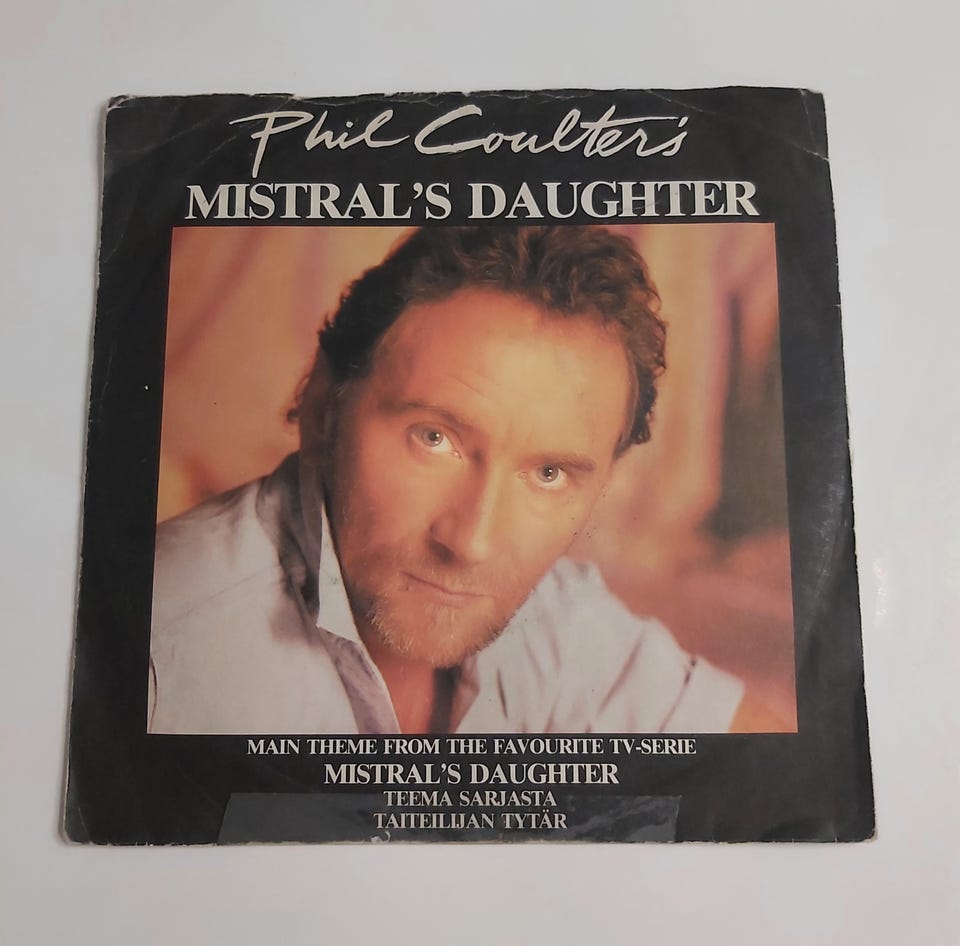 Phil Coulter's
MISTRAL'S DAUGHTER
MAIN THEME FROM THE FAVOURITE TV-SERIE
MISTRAL'S DAUGHTER
TEEMA SARJASTA
TAITEILIJAN TYTÄR